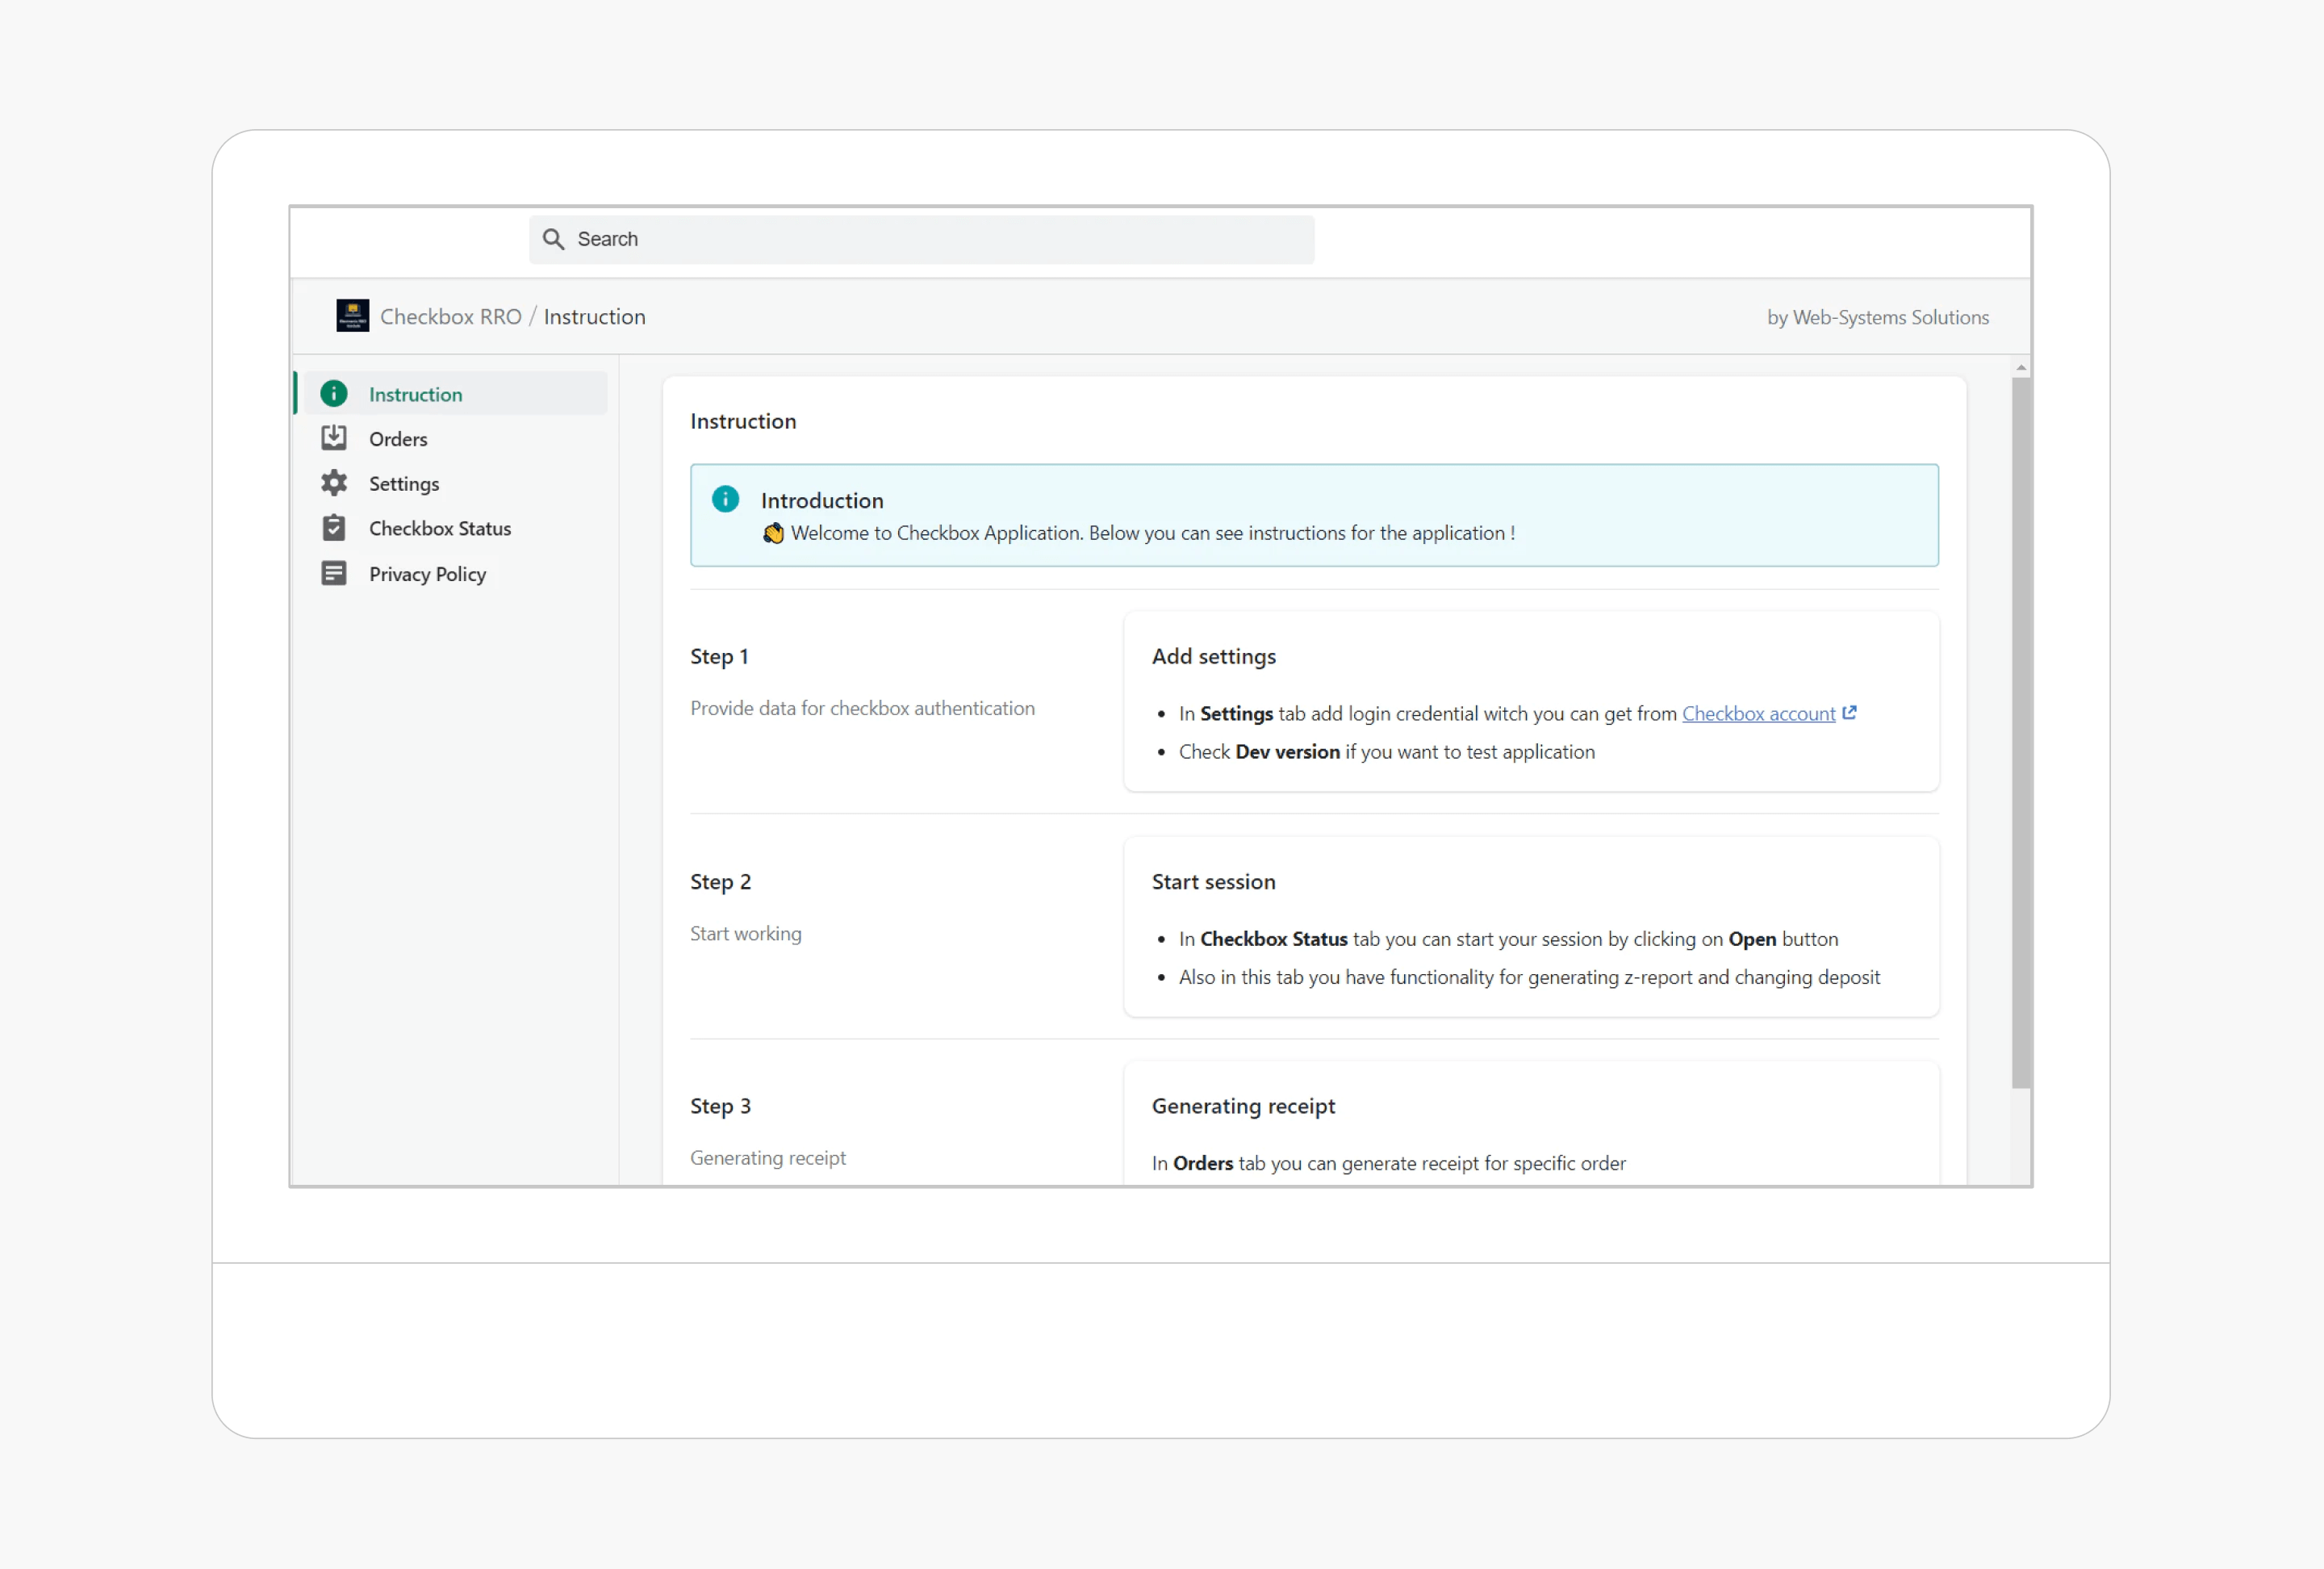 Search
Checkbox RRO / Instruction
by Web-Systems Solutions
Instruction
Orders
Settings
Checkbox Status
Privacy Policy
Instruction
Introduction
👏 Welcome to Checkbox Application. Below you can see instructions for the application !
Step 1
Provide data for checkbox authentication
Add settings
• In Settings tab add login credential witch you can get from Checkbox account
• Check Dev version if you want to test application
Step 2
Start working
Start session
• In Checkbox Status tab you can start your session by clicking on Open button
• Also in this tab you have functionality for generating z-report and changing deposit
Step 3
Generating receipt
Generating receipt
In Orders tab you can generate receipt for specific order